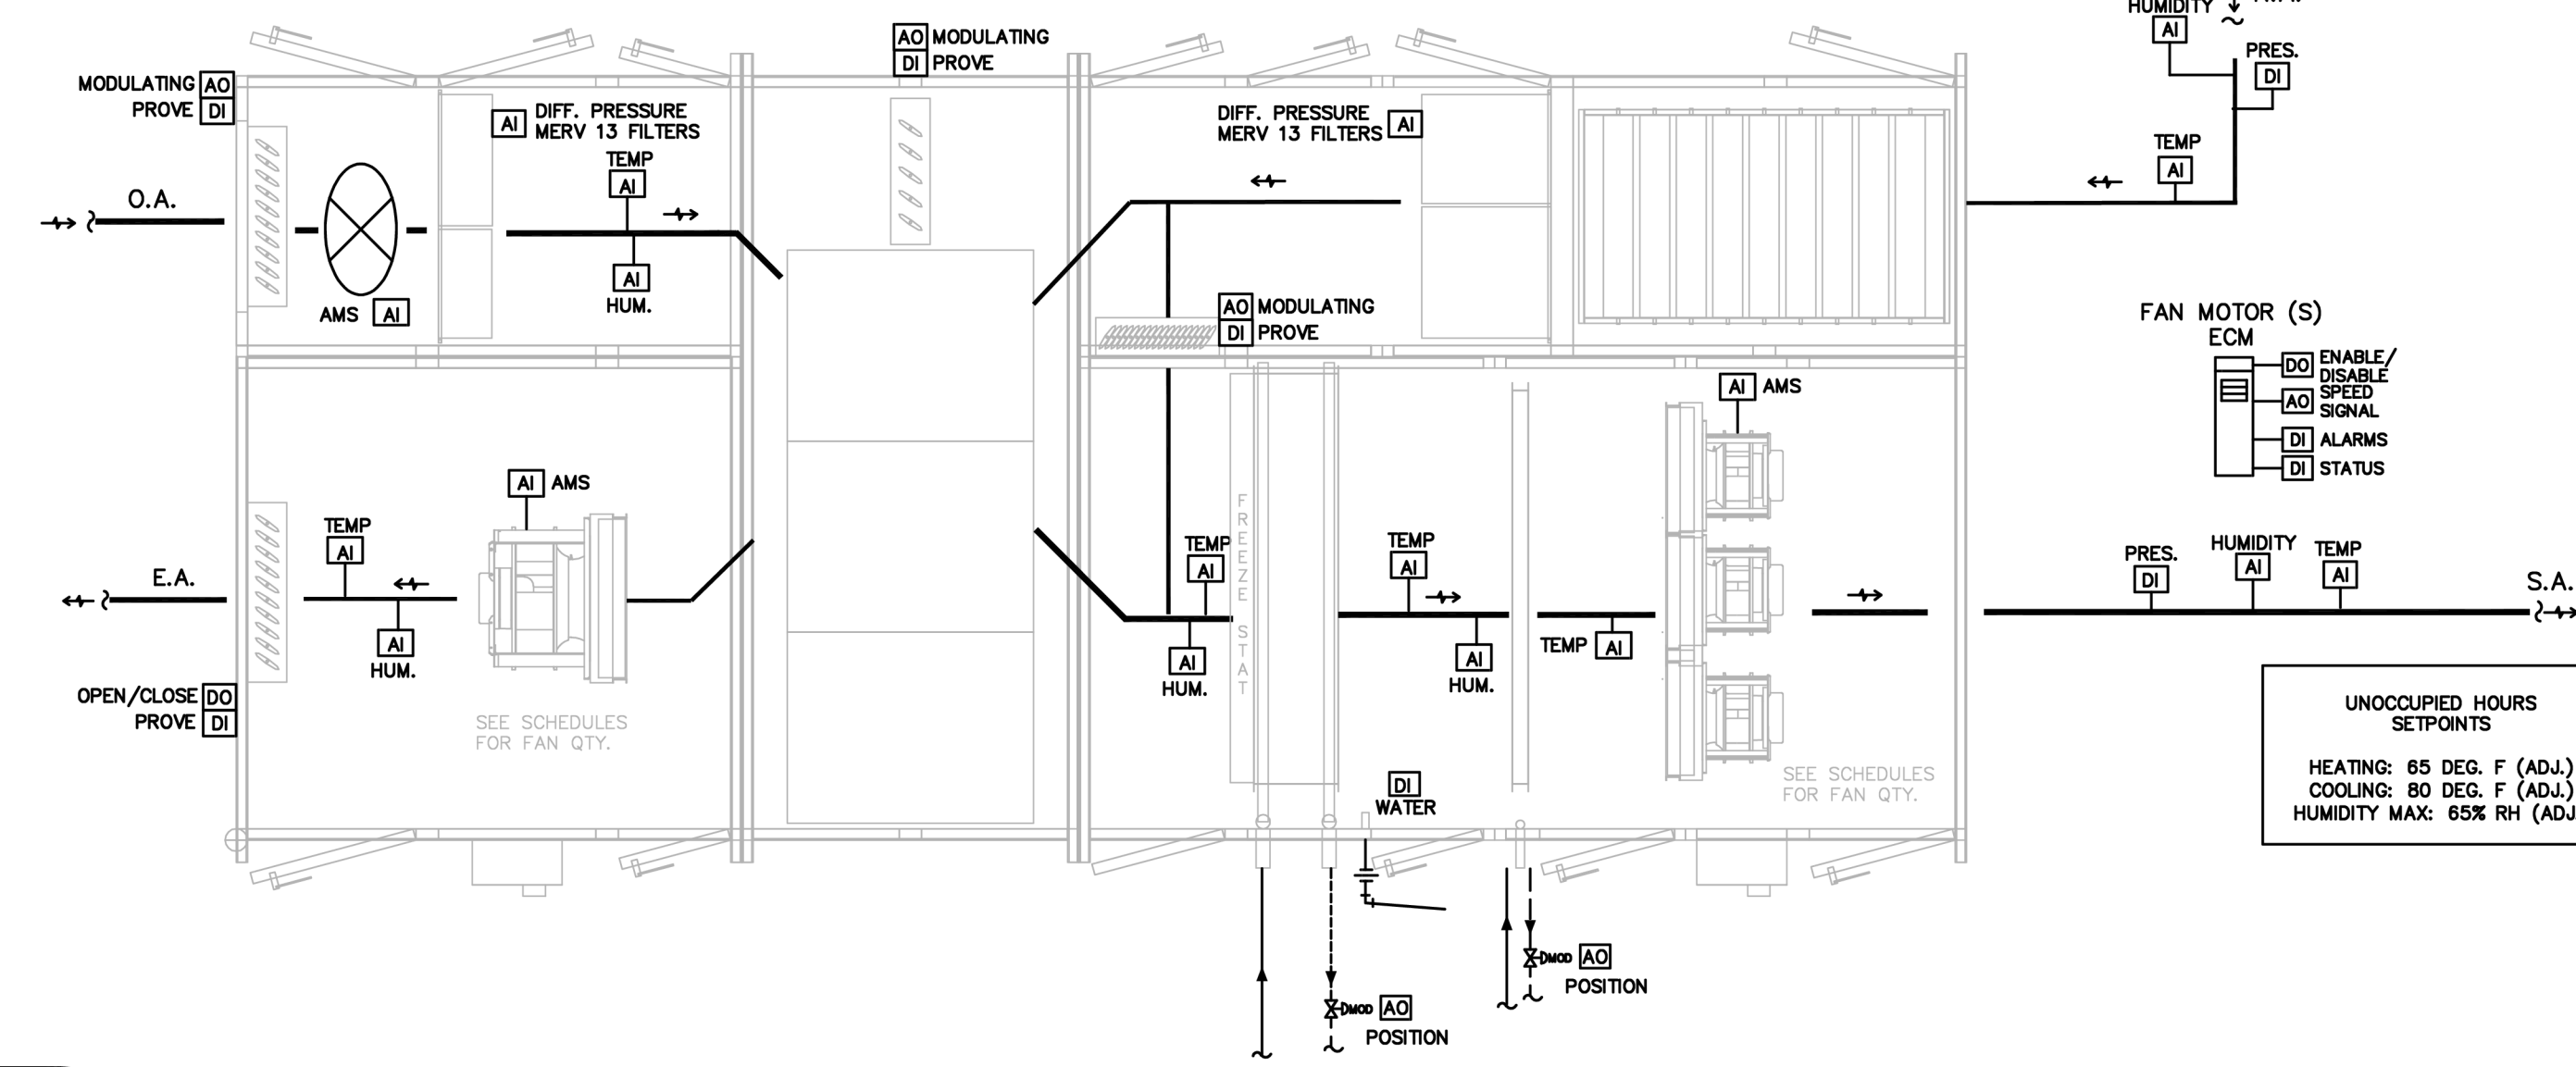 HUMIDITY
AI
PRES.
DI
TEMP
AI
AO MODULATING
DI PROVE
MODULATING AO
PROVE DI
AI DIFF. PRESSURE
MERV 13 FILTERS
TEMP
AI
AI
HUM.
O.A.
AMS AI
DIFF. PRESSURE
MERV 13 FILTERS AI
AO MODULATING
DI PROVE
FAN MOTOR (S)
ECM
DO ENABLE/
DISABLE
AO SPEED
SIGNAL
DI ALARMS
DI STATUS
AI AMS
AI AMS
TEMP
AI
E.A.
AI
HUM.
OPEN/CLOSE DO
PROVE DI
SEE SCHEDULES
FOR FAN QTY.
TEMP
AI
AI
HUM.
FREEZE STAT
TEMP
AI
AI
HUM.
TEMP AI
SEE SCHEDULES
FOR FAN QTY.
DI
WATER
PRES.
DI
HUMIDITY
AI
TEMP
AI
S.A.
UNOCCUPIED HOURS
SETPOINTS
HEATING: 65 DEG. F (ADJ.)
COOLING: 80 DEG. F (ADJ.)
HUMIDITY MAX: 65% RH (ADJ
MOD AO
POSITION
MOD AO
POSITION